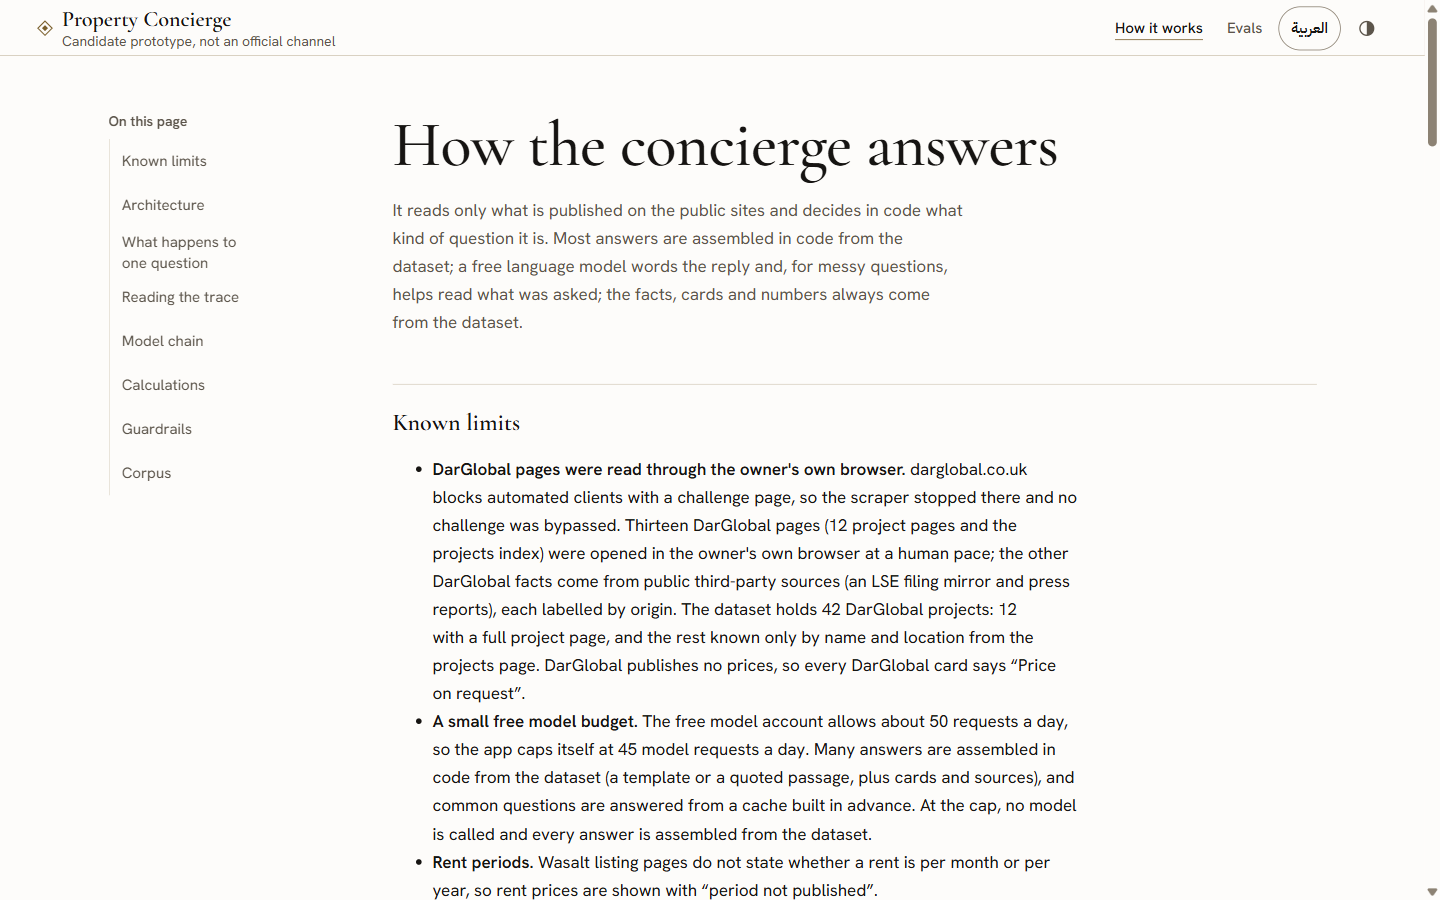 Property Concierge
Candidate prototype, not an official channel
How it works
Evals
العربية
On this page
Known limits
Architecture
What happens to
one question
Reading the trace
Model chain
Calculations
Guardrails
Corpus
How the concierge answers
It reads only what is published on the public sites and decides in code what
kind of question it is. Most answers are assembled in code from the
dataset; a free language model words the reply and, for messy questions,
helps read what was asked; the facts, cards and numbers always come
from the dataset.
Known limits
• DarGlobal pages were read through the owner's own browser. darglobal.co.uk
blocks automated clients with a challenge page, so the scraper stopped there and no
challenge was bypassed. Thirteen DarGlobal pages (12 project pages and the
projects index) were opened in the owner's own browser at a human pace; the other
DarGlobal facts come from public third-party sources (an LSE filing mirror and press
reports), each labelled by origin. The dataset holds 42 DarGlobal projects: 12
with a full project page, and the rest known only by name and location from the
projects page. DarGlobal publishes no prices, so every DarGlobal card says “Price
on request”.
• A small free model budget. The free model account allows about 50 requests a day,
so the app caps itself at 45 model requests a day. Many answers are assembled in
code from the dataset (a template or a quoted passage, plus cards and sources), and
common questions are answered from a cache built in advance. At the cap, no model
is called and every answer is assembled from the dataset.
• Rent periods. Wasalt listing pages do not state whether a rent is per month or per
year, so rent prices are shown with “period not published”.